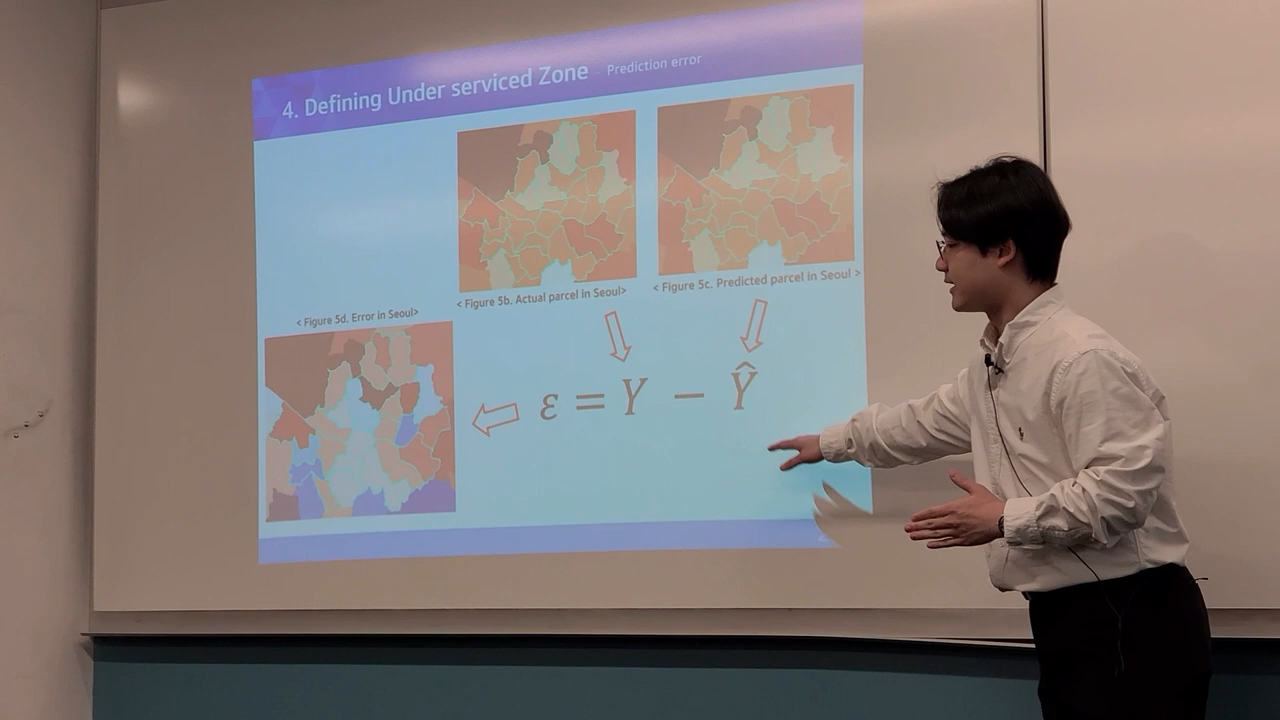 4. Defining Under serviced Zone - Prediction error
< Figure 5b. Actual parcel in Seoul>
< Figure 5c. Predicted parcel in Seoul >
< Figure 5d. Error in Seoul>
ε = Y − Ŷ